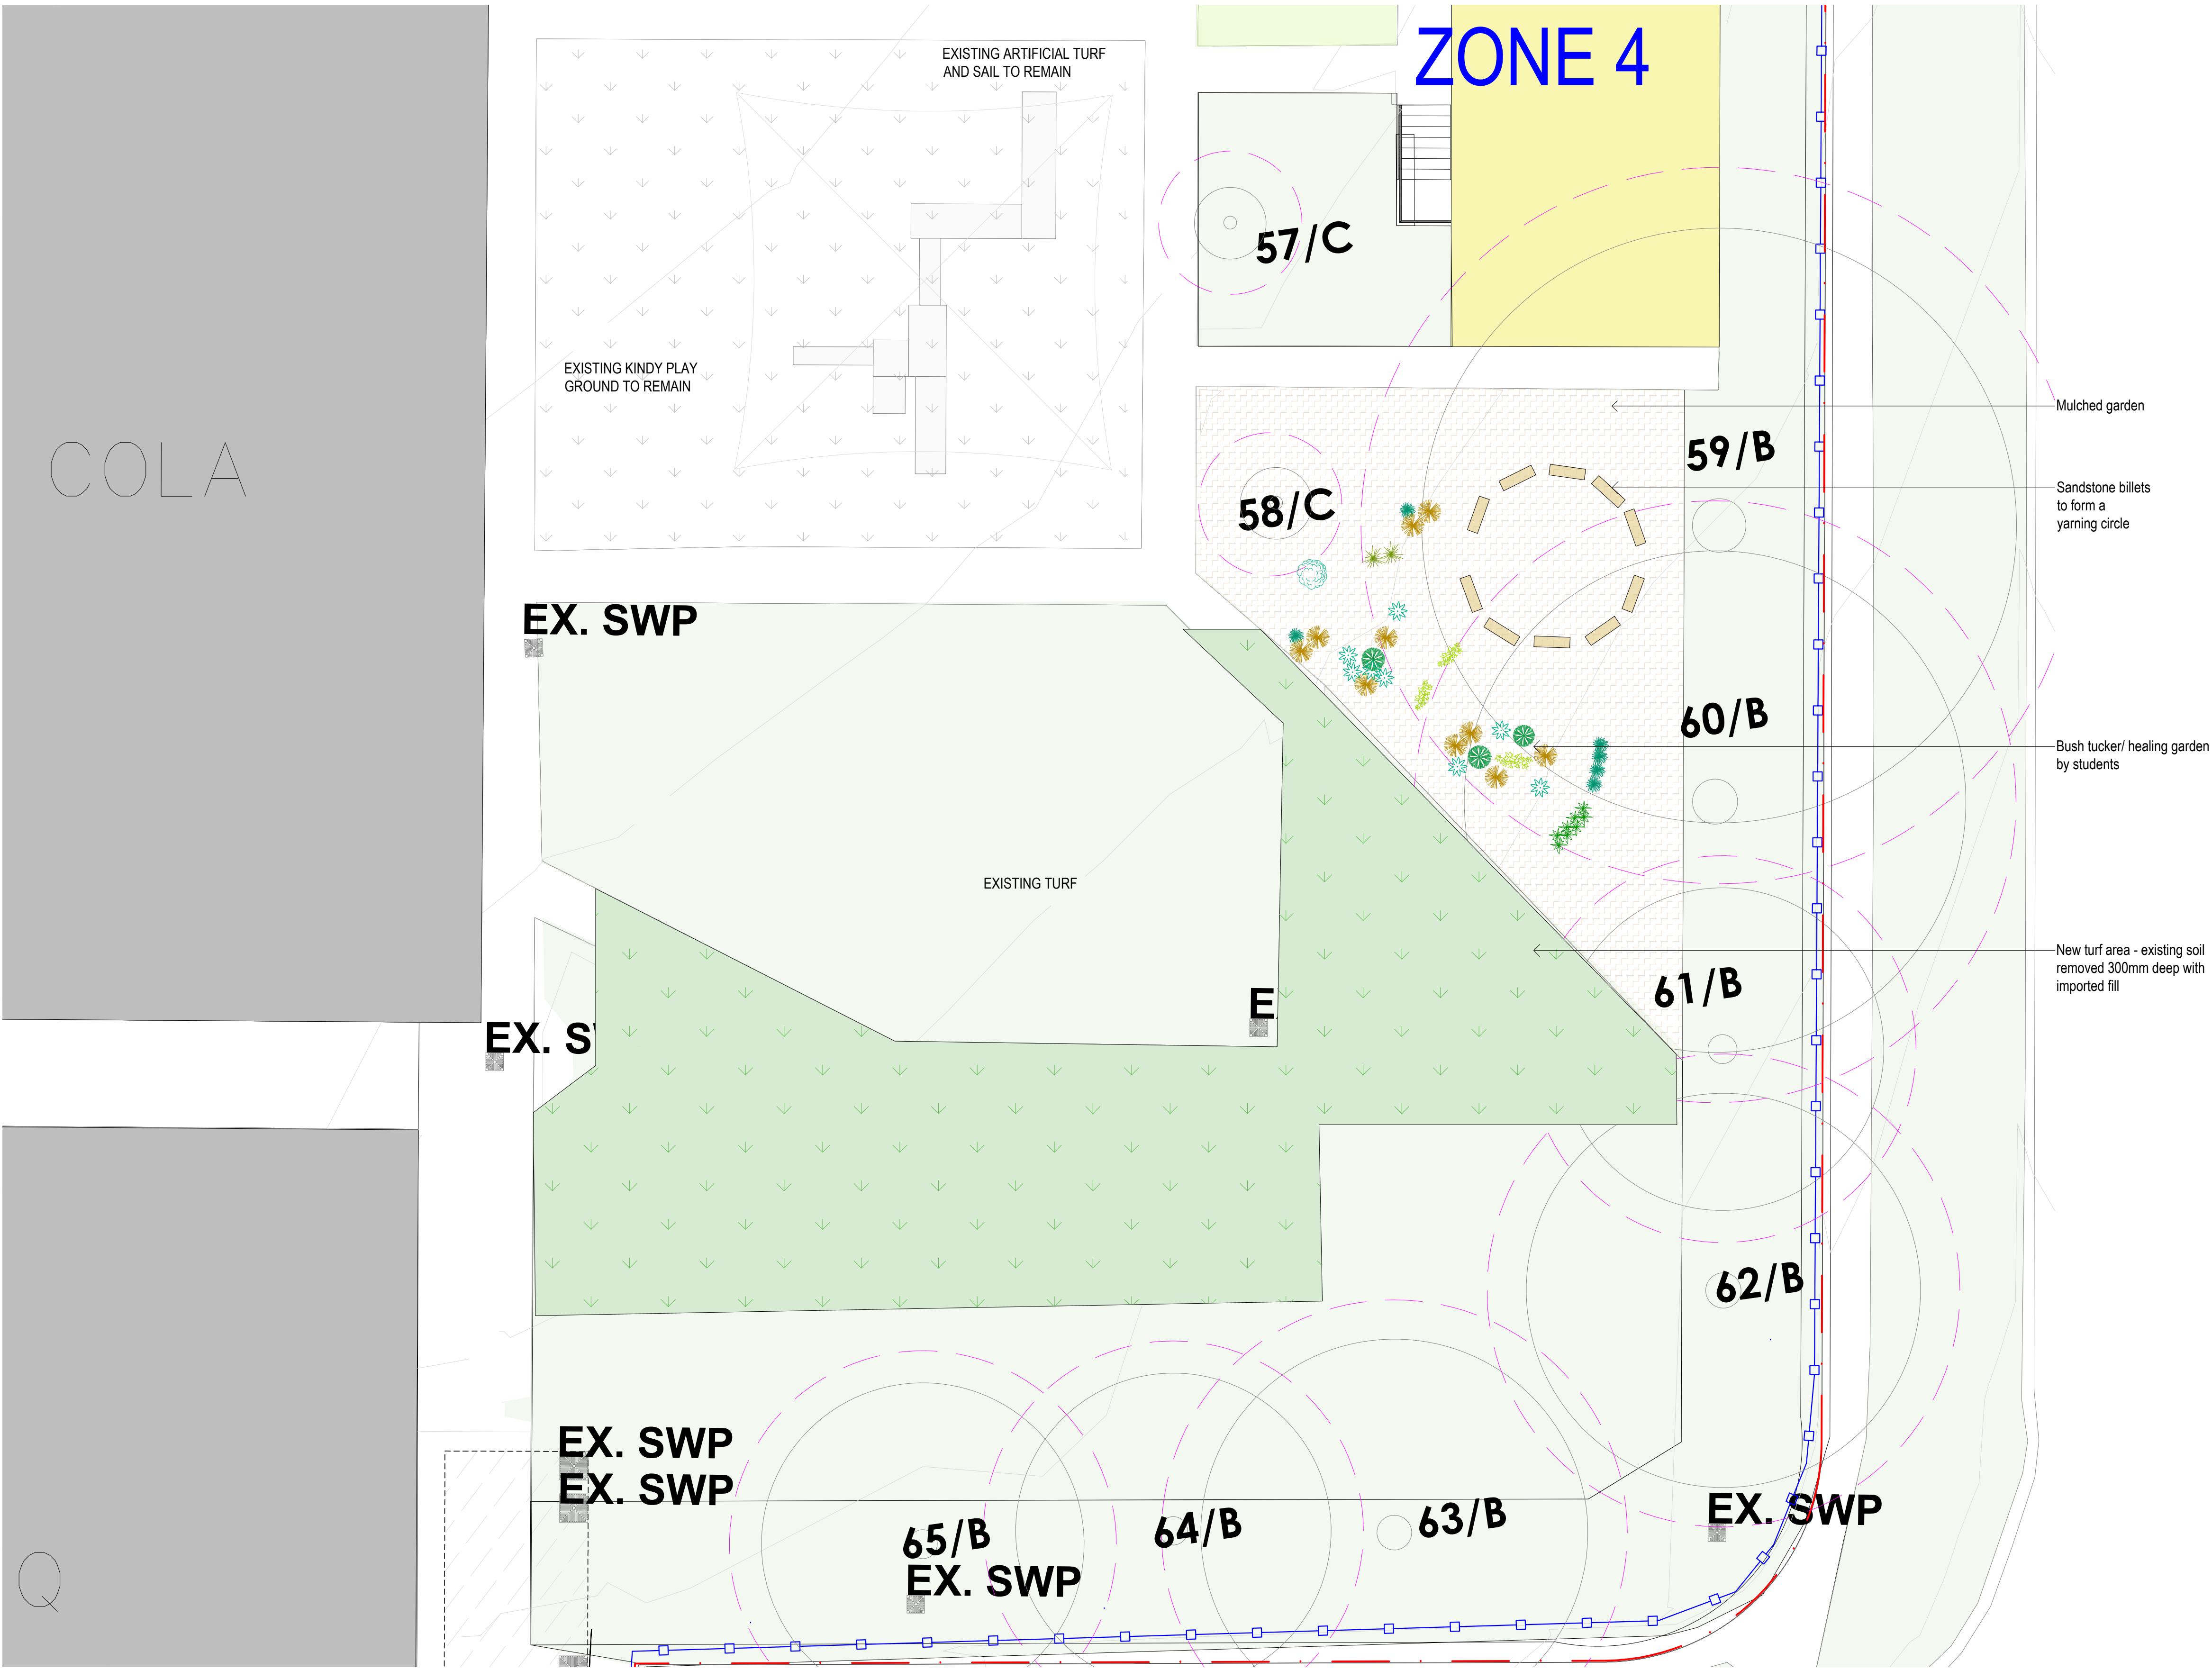 ZONE 4
EXISTING ARTIFICIAL TURF
AND SAIL TO REMAIN
57/C
EXISTING KINDY PLAY
GROUND TO REMAIN
Mulched garden
COLA
59/B
58/C
Sandstone billets
to form a
yarning circle
EX. SWP
60/B
Bush tucker/ healing garden
by students
EXISTING TURF
New turf area - existing soil
removed 300mm deep with
imported fill
61/B
E
EX. S
62/B
EX. SWP
EX. SWP
EX. SWP
63/B
64/B
65/B
EX. SWP
Q